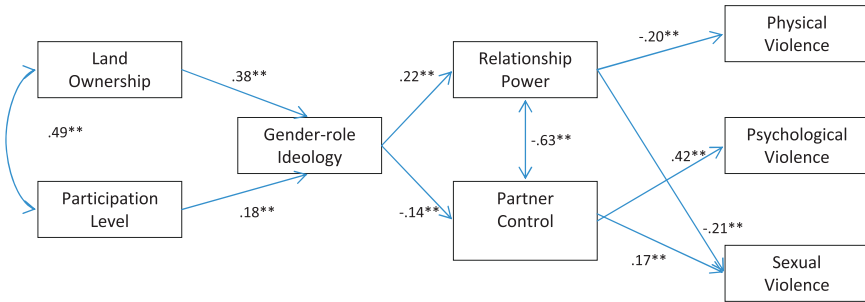 Land
Ownership
.38**
.49**
Participation
Level
.18**
Gender-role
Ideology
.22**
-.14**
Relationship
Power
-.63**
Partner
Control
-.20**
.42**
-.21**
.17**
Physical
Violence
Psychological
Violence
Sexual
Violence